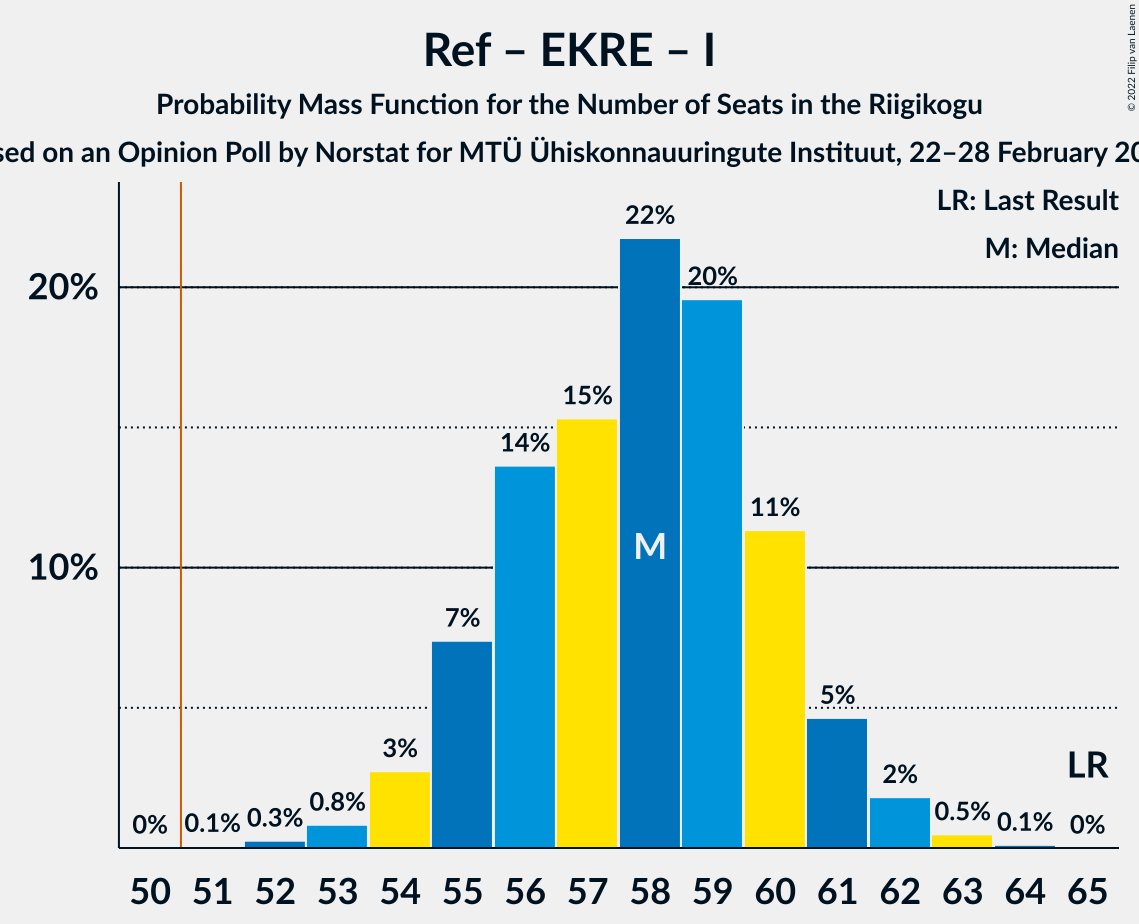 Ref – EKRE – I
Probability Mass Function for the Number of Seats in the Riigikogu
on an Opinion Poll by Norstat for MTÜ Ühiskonnauuringute Instituut, 22–28 February
© 2022 Filip van Laenen
LR: Last Result
M: Median
20%
10%
0%
0.1%
0.3%
0.8%
3%
7%
14%
15%
22%
20%
11%
5%
2%
0.5%
0.1%
0%
M
LR
50 51 52 53 54 55 56 57 58 59 60 61 62 63 64 65